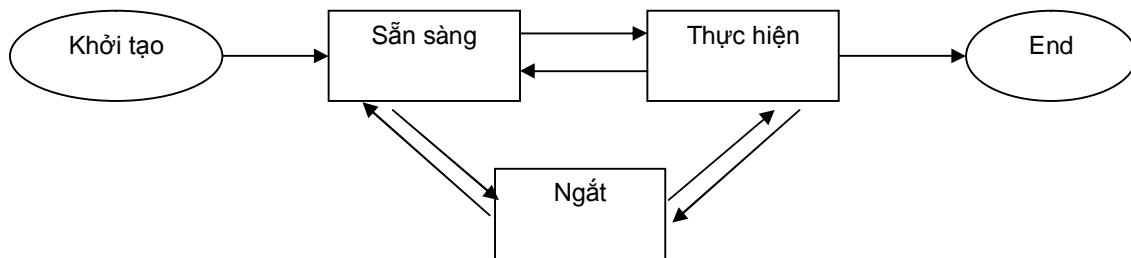 Khởi tạo
Sẵn sàng
Thực hiện
End
Ngắt